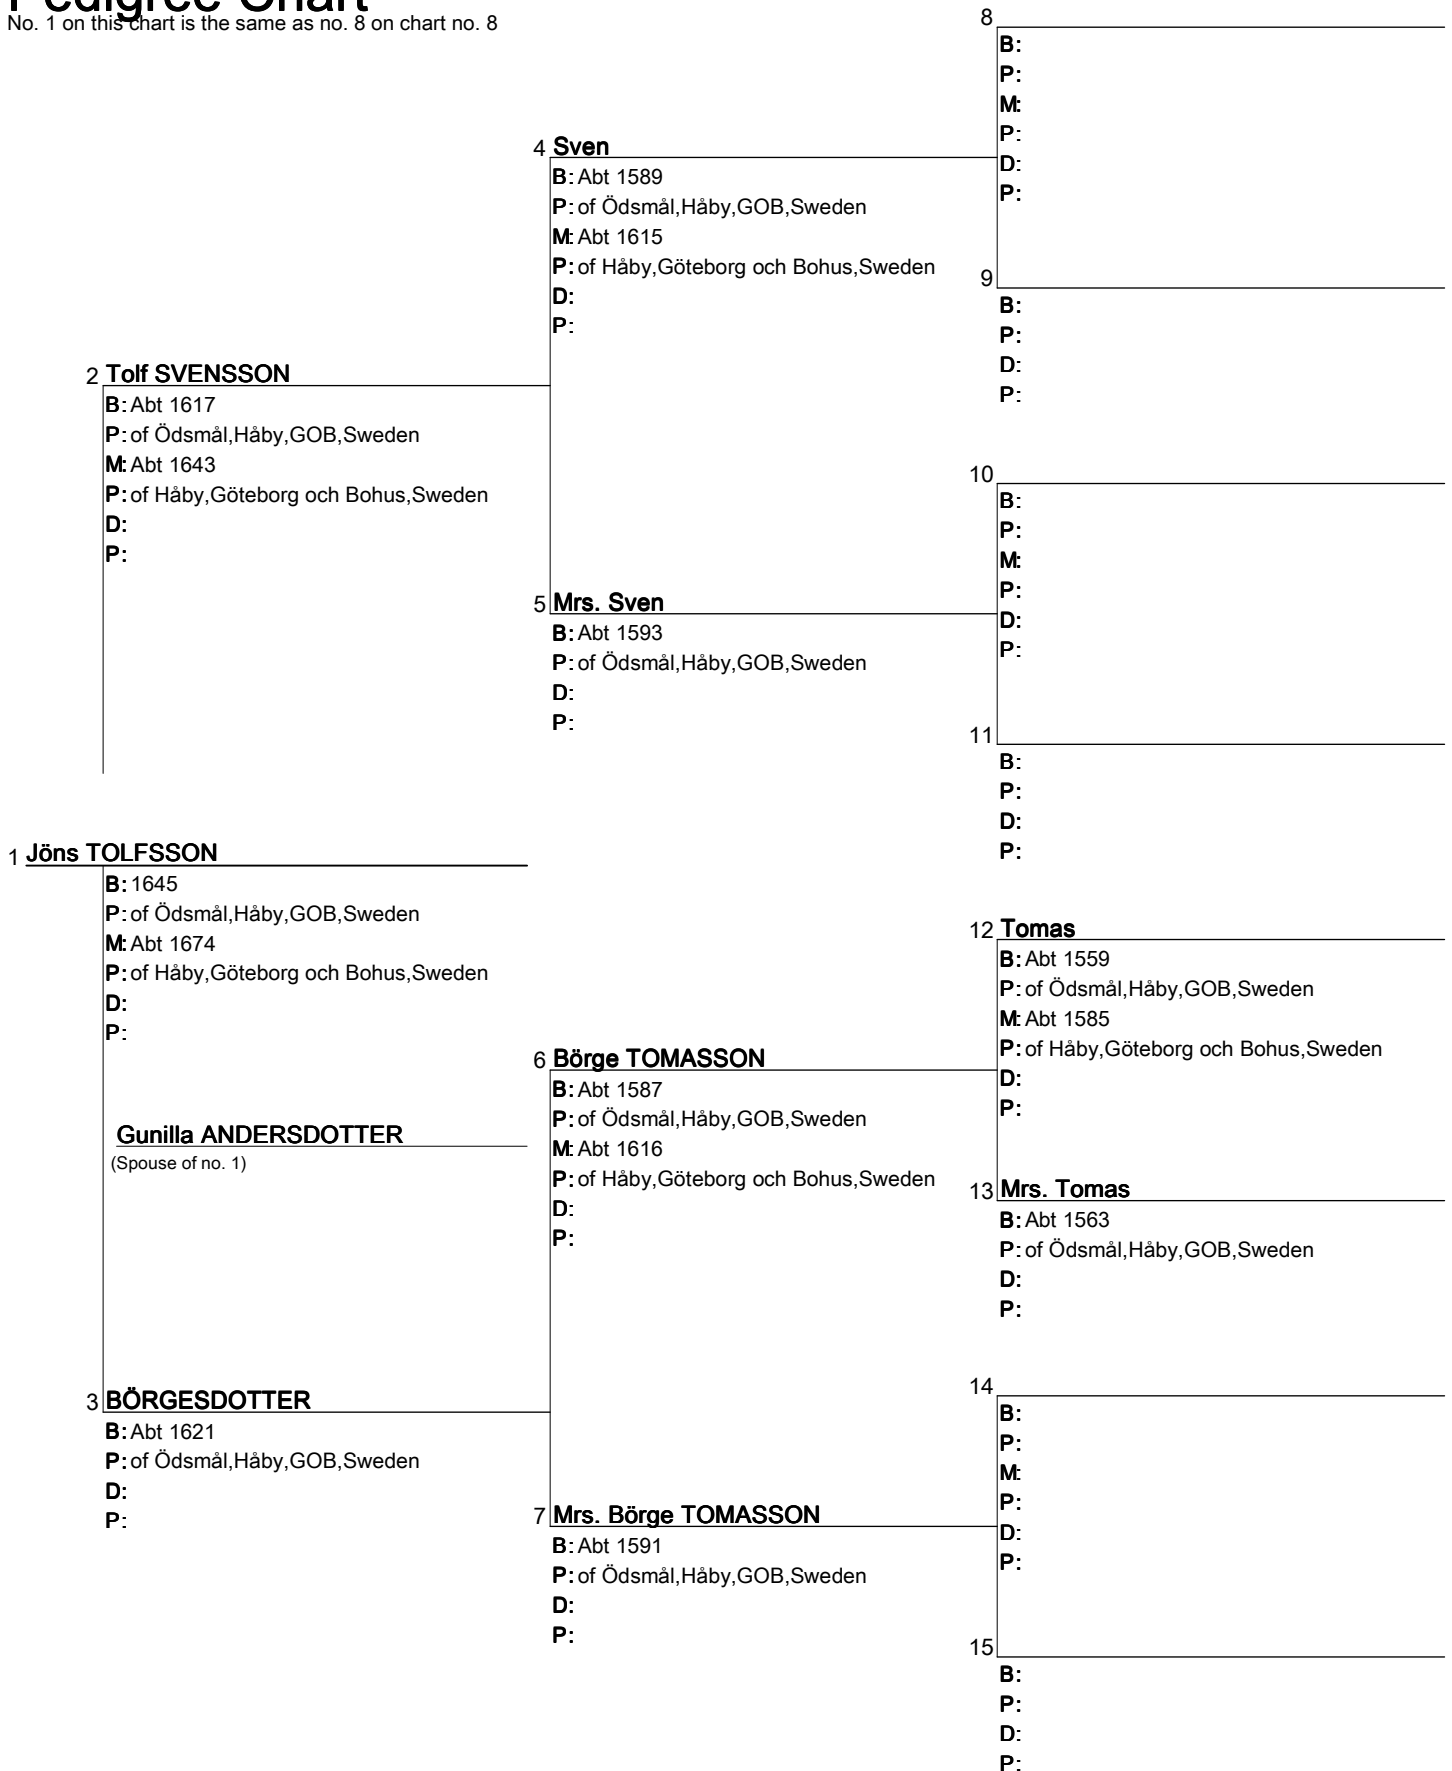 Pedigree Chart
No. 1 on this chart is the same as no. 8 on chart no. 8
8
B:
P:
M:
P:
D:
P:
4 Sven
B: Abt 1589
P: of Ödsmål,Håby,GOB,Sweden
M: Abt 1615
P: of Håby,Göteborg och Bohus,Sweden
D:
P:
9
B:
P:
D:
P:
2 Tolf SVENSSON
B: Abt 1617
P: of Ödsmål,Håby,GOB,Sweden
M: Abt 1643
P: of Håby,Göteborg och Bohus,Sweden
D:
P:
10
B:
P:
M:
P:
D:
P:
5 Mrs. Sven
B: Abt 1593
P: of Ödsmål,Håby,GOB,Sweden
D:
P:
11
B:
P:
D:
P:
1 Jöns TOLFSSON
B: 1645
P: of Ödsmål,Håby,GOB,Sweden
M: Abt 1674
P: of Håby,Göteborg och Bohus,Sweden
D:
P:
Gunilla ANDERSDOTTER
(Spouse of no. 1)
12 Tomas
B: Abt 1559
P: of Ödsmål,Håby,GOB,Sweden
M: Abt 1585
P: of Håby,Göteborg och Bohus,Sweden
D:
P:
6 Börge TOMASSON
B: Abt 1587
P: of Ödsmål,Håby,GOB,Sweden
M: Abt 1616
P: of Håby,Göteborg och Bohus,Sweden
D:
P:
13 Mrs. Tomas
B: Abt 1563
P: of Ödsmål,Håby,GOB,Sweden
D:
P:
3 BÖRGESDOTTER
B: Abt 1621
P: of Ödsmål,Håby,GOB,Sweden
D:
P:
14
B:
P:
M:
P:
D:
P:
7 Mrs. Börge TOMASSON
B: Abt 1591
P: of Ödsmål,Håby,GOB,Sweden
D:
P:
15
B:
P:
D:
P: